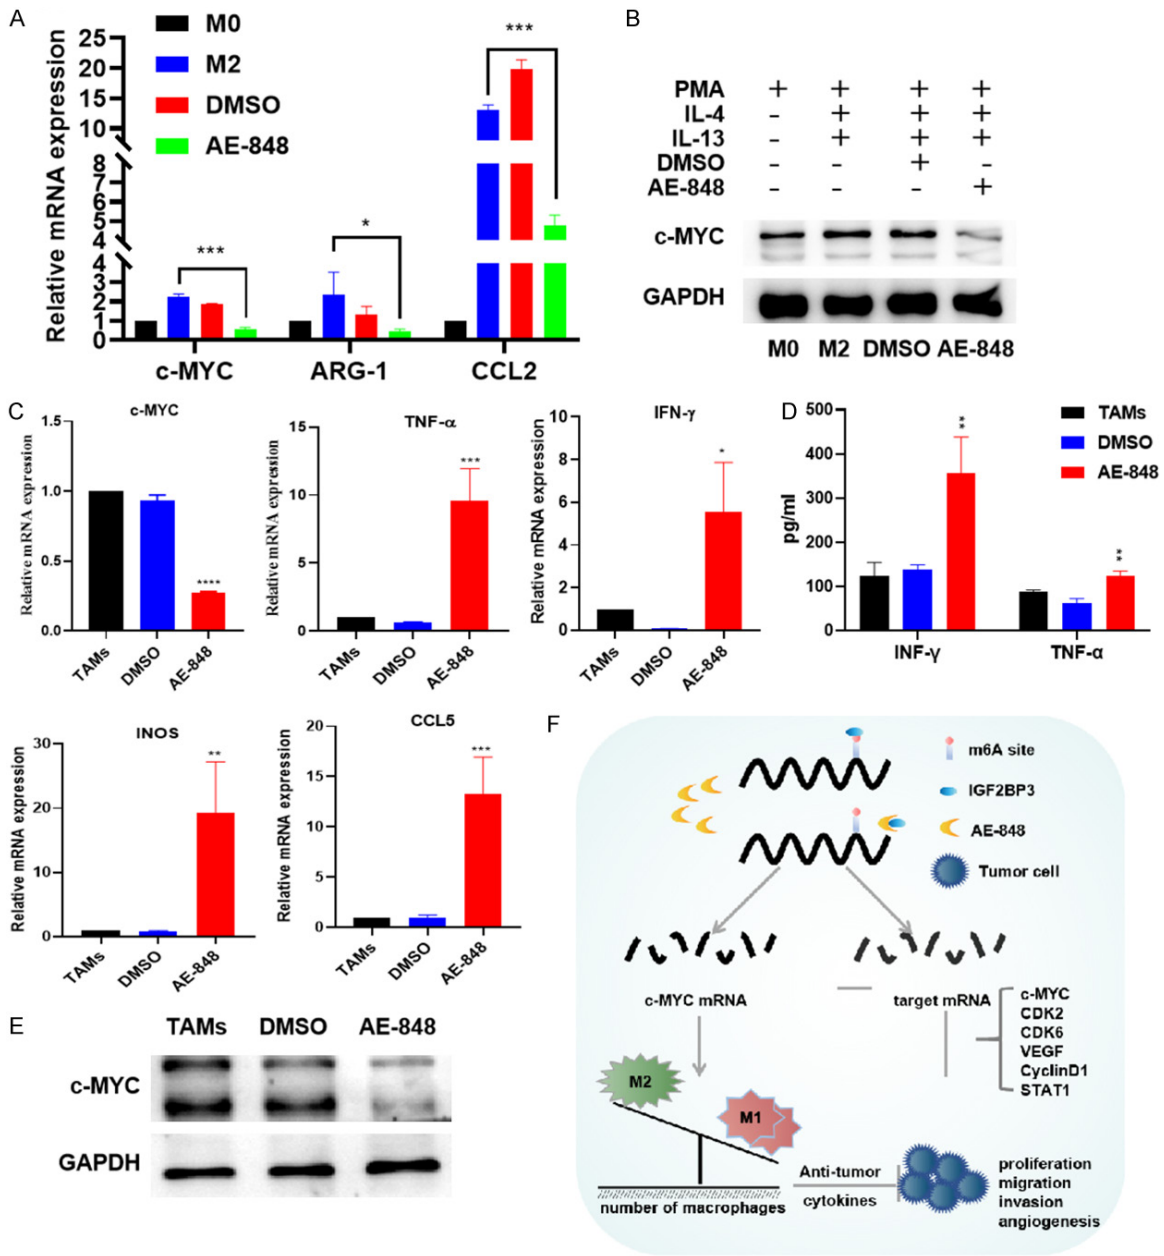 A
Relative mRNA expression
25
20
15
10
8
7
6
5
4
4
3
2
1
0
M0
M2
DMSO
AE-848
***
*
***
c-MYC ARG-1 CCL2
B
PMA + + + +
IL-4 - + + +
IL-13 - + + +
DMSO - - + -
AE-848 - - - +
c-MYC
GAPDH
M0 M2 DMSO AE-848
C
c-MYC
Relative mRNA expression
1.5
1.0
0.5
0.0
****
TAMs DMSO AE-848
TNF-α
Relative mRNA expression
15
10
5
0
***
TAMs DMSO AE-848
IFN-γ
Relative mRNA expression
10
8
6
4
2
0
*
TAMs DMSO AE-848
D
pg/ml
500
400
300
200
100
0
**
**
TAMs
DMSO
AE-848
INF-γ TNF-α
INOS
Relative mRNA expression
30
20
10
0
**
TAMs DMSO AE-848
CCL5
Relative mRNA expression
20
15
10
5
0
***
TAMs DMSO AE-848
E
TAMs DMSO AE-848
c-MYC
GAPDH
F
m6A site
IGF2BP3
AE-848
Tumor cell
c-MYC mRNA
target mRNA
c-MYC
CDK2
CDK6
VEGF
CyclinD1
STAT1
M2
M1
number of macrophages
Anti-tumor
cytokines
proliferation
migration
invasion
angiogenesis